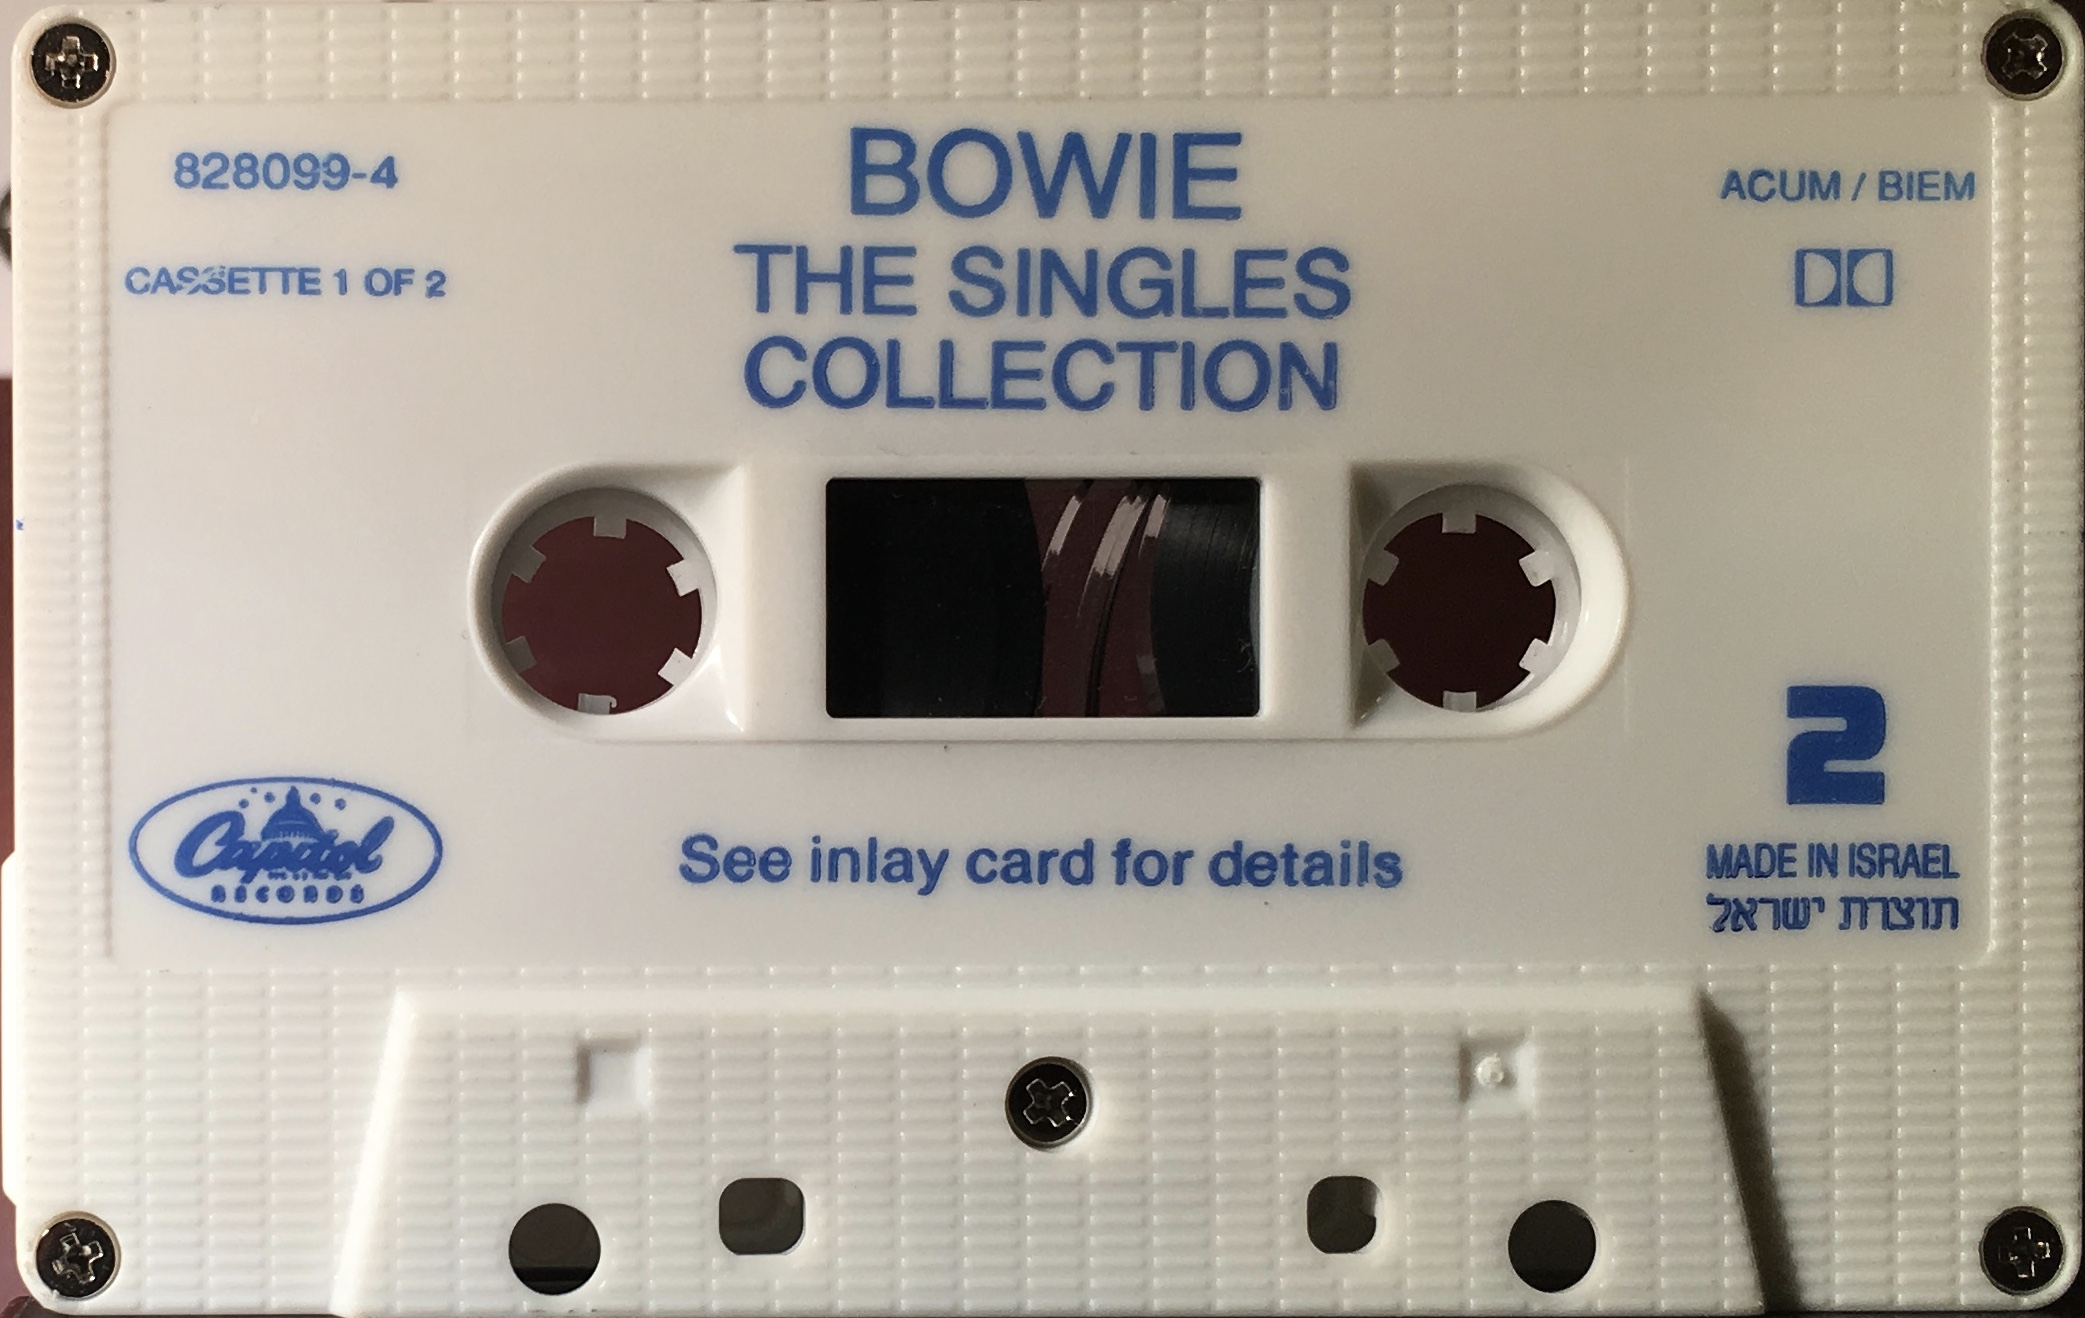 828099-4
CASSETTE 1 OF 2
BOWIE
THE SINGLES
COLLECTION
ACUM / BIEM
2
Capitol
RECORDS
See inlay card for details
MADE IN ISRAEL
תוצרת ישראל